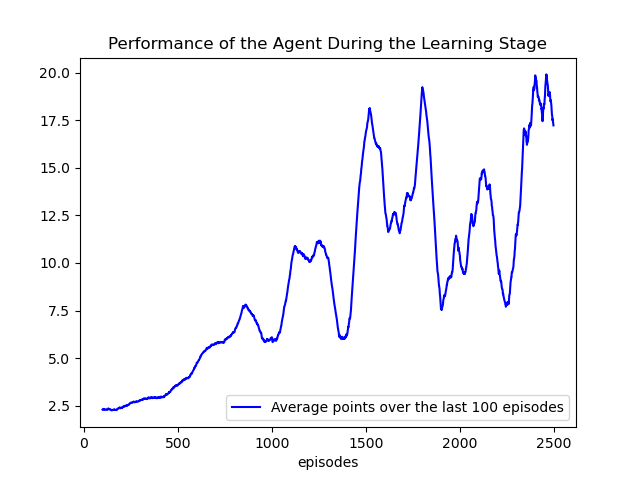 Performance of the Agent During the Learning Stage
20.0
17.5
15.0
12.5
10.0
7.5
5.0
2.5
Average points over the last 100 episodes
0 500 1000 1500 2000 2500
episodes